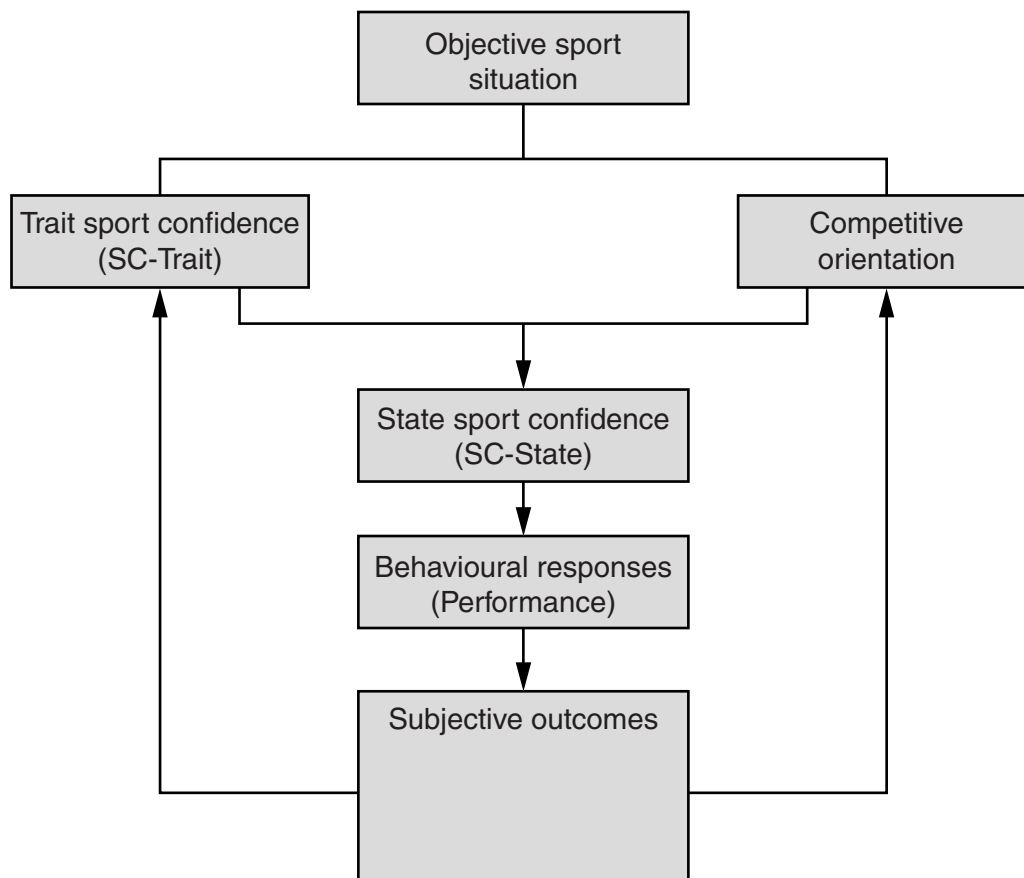 Objective sport
situation
Trait sport confidence
(SC-Trait)
Competitive
orientation
State sport confidence
(SC-State)
Behavioural responses
(Performance)
Subjective outcomes